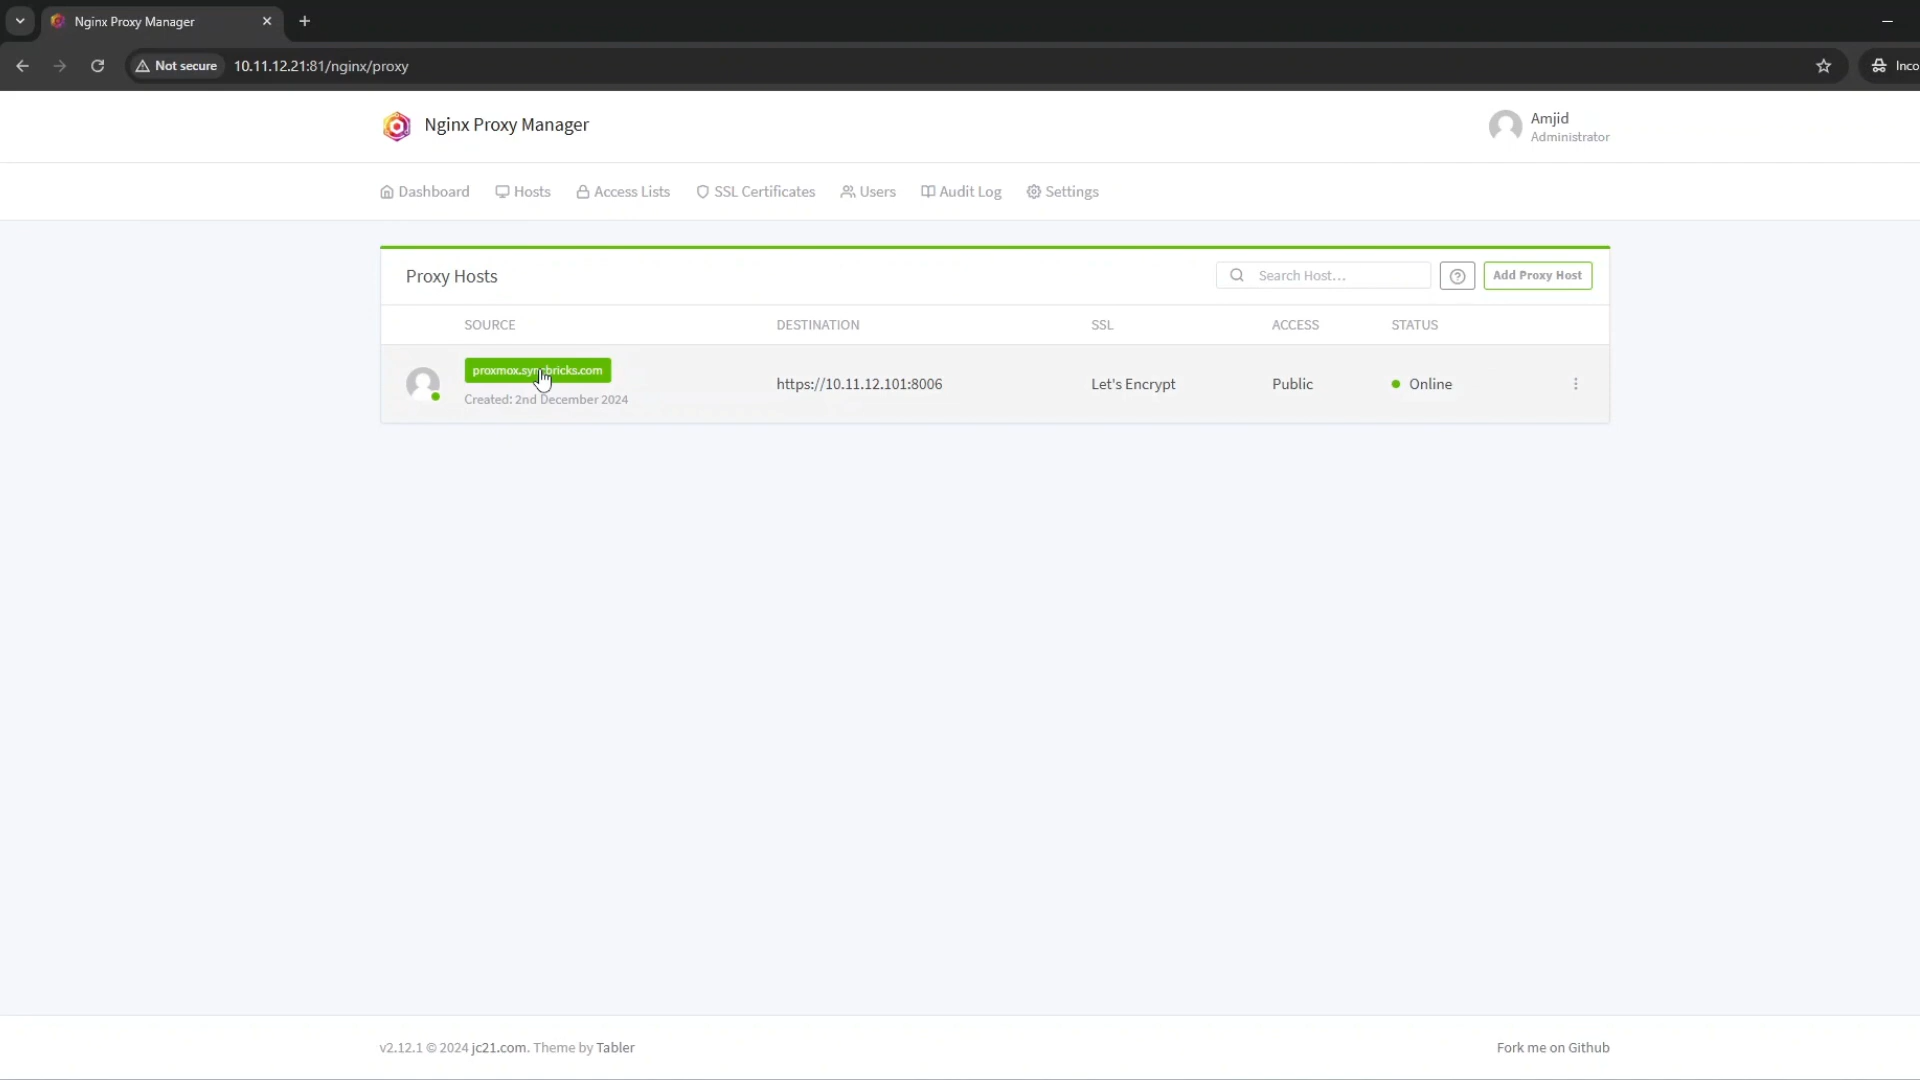 Nginx Proxy Manager
Not secure 10.11.12.21:81/nginx/proxy
Inco
Nginx Proxy Manager
Amjid
Administrator
Dashboard Hosts Access Lists SSL Certificates Users Audit Log Settings
Proxy Hosts
Search Host...
Add Proxy Host
SOURCE DESTINATION SSL ACCESS STATUS
Created: 2nd December 2024
https://10.11.12.101:8006 Let's Encrypt Public Online
v2.12.1 © 2024 jc21.com. Theme by Tabler
Fork me on Github